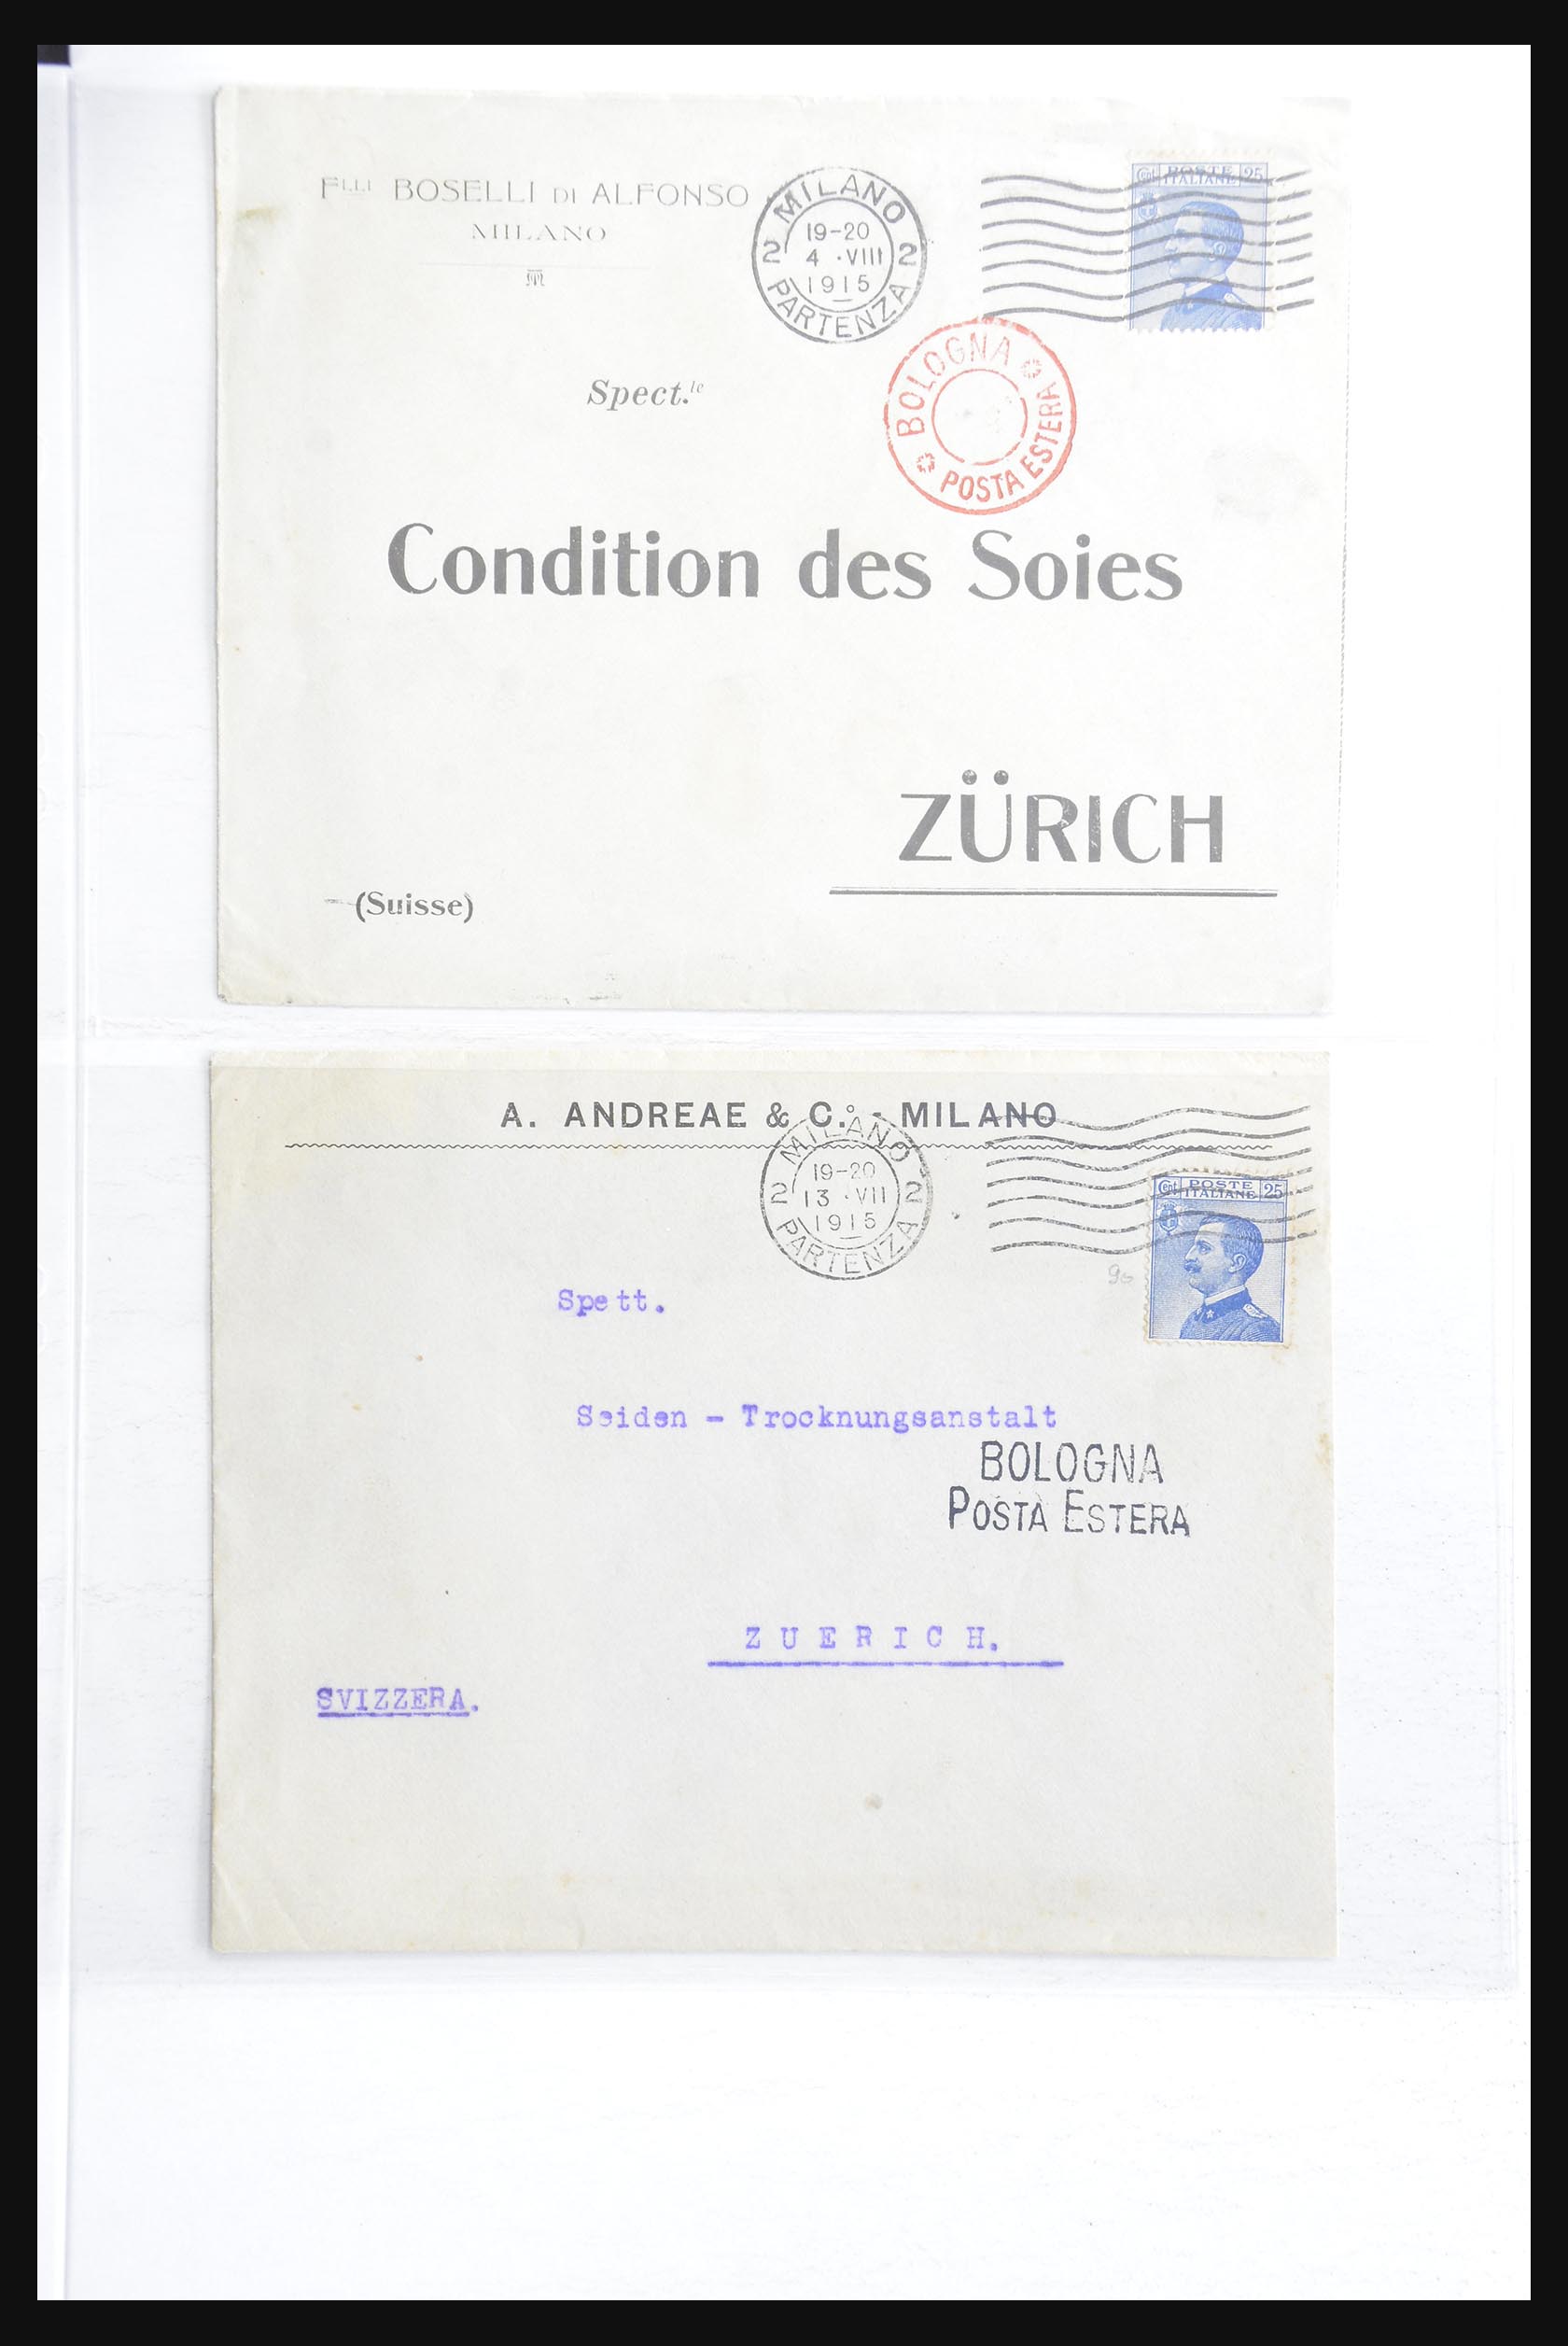 Flli BOSELLI DI ALFONSO
MILANO
MILANO
19-20
4 · VIII
1915
2 2
PARTENZA
Cent POSTE ITALIANE 25
BOLOGNA
POSTA ESTERA
Spect.le
Condition des Soies
ZÜRICH
(Suisse)
A. ANDREAE & C.º - MILANO
MILANO
19-20
13 · VII
1915
2 2
PARTENZA
Cent POSTE ITALIANE 25
Spett.
Seiden - Trocknungsanstalt
BOLOGNA
POSTA ESTERA
ZUERICH.
SVIZZERA.